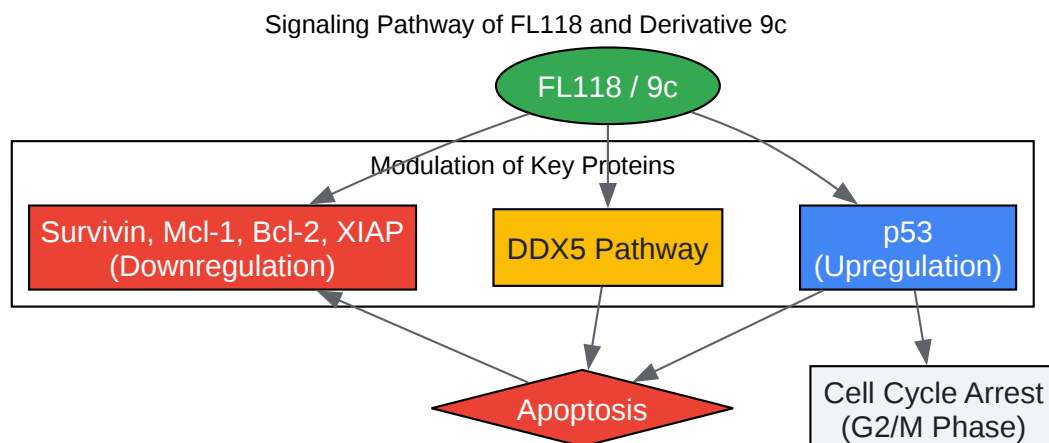 Signaling Pathway of FL118 and Derivative 9c
FL118 / 9c
Modulation of Key Proteins
Survivin, Mcl-1, Bcl-2, XIAP
(Downregulation)
DDX5 Pathway
p53
(Upregulation)
Apoptosis
Cell Cycle Arrest
(G2/M Phase)